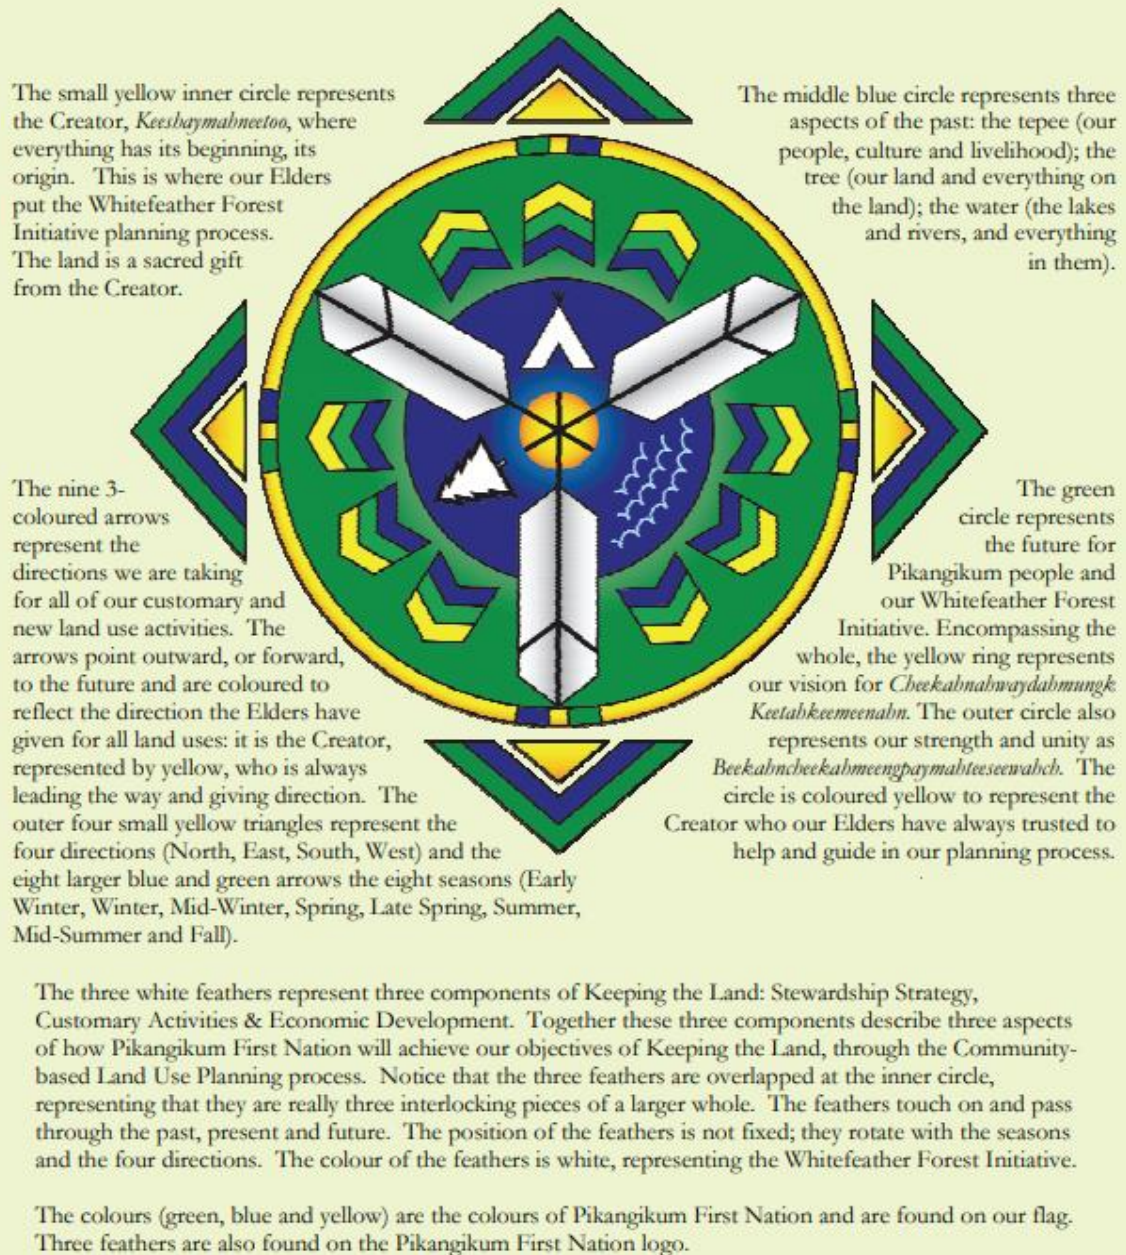 The small yellow inner circle represents
the Creator, Keeshaymahneetoo, where
everything has its beginning, its
origin. This is where our Elders
put the Whitefeather Forest
Initiative planning process.
The land is a sacred gift
from the Creator.
The middle blue circle represents three
aspects of the past: the tepee (our
people, culture and livelihood); the
tree (our land and everything on
the land); the water (the lakes
and rivers, and everything
in them).
The nine 3-
coloured arrows
represent the
directions we are taking
for all of our customary and
new land use activities. The
arrows point outward, or forward,
to the future and are coloured to
reflect the direction the Elders have
given for all land uses: it is the Creator,
represented by yellow, who is always
leading the way and giving direction. The
outer four small yellow triangles represent the
four directions (North, East, South, West) and the
eight larger blue and green arrows the eight seasons (Early
Winter, Winter, Mid-Winter, Spring, Late Spring, Summer,
Mid-Summer and Fall).
The green
circle represents
the future for
Pikangikum people and
our Whitefeather Forest
Initiative. Encompassing the
whole, the yellow ring represents
our vision for Cheekahnahwaydahmungk
Keetahkeemeenahn. The outer circle also
represents our strength and unity as
Beekahncheekahmeengpaymahteeseewahch. The
circle is coloured yellow to represent the
Creator who our Elders have always trusted to
help and guide in our planning process.
The three white feathers represent three components of Keeping the Land: Stewardship Strategy,
Customary Activities & Economic Development. Together these three components describe three aspects
of how Pikangikum First Nation will achieve our objectives of Keeping the Land, through the Community-
based Land Use Planning process. Notice that the three feathers are overlapped at the inner circle,
representing that they are really three interlocking pieces of a larger whole. The feathers touch on and pass
through the past, present and future. The position of the feathers is not fixed; they rotate with the seasons
and the four directions. The colour of the feathers is white, representing the Whitefeather Forest Initiative.
The colours (green, blue and yellow) are the colours of Pikangikum First Nation and are found on our flag.
Three feathers are also found on the Pikangikum First Nation logo.